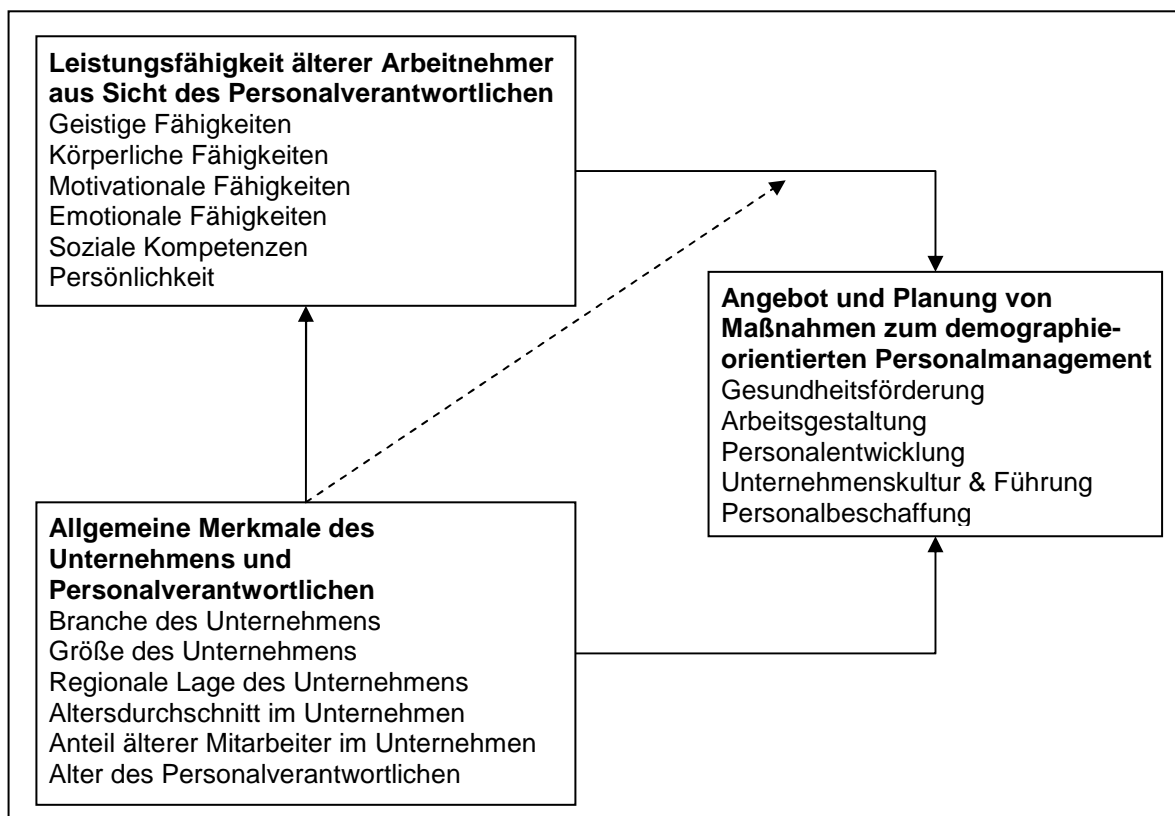 Leistungsfähigkeit älterer Arbeitnehmer
aus Sicht des Personalverantwortlichen
Geistige Fähigkeiten
Körperliche Fähigkeiten
Motivationale Fähigkeiten
Emotionale Fähigkeiten
Soziale Kompetenzen
Persönlichkeit
Angebot und Planung von
Maßnahmen zum demographie-
orientierten Personalmanagement
Gesundheitsförderung
Arbeitsgestaltung
Personalentwicklung
Unternehmenskultur & Führung
Personalbeschaffung
Allgemeine Merkmale des
Unternehmens und
Personalverantwortlichen
Branche des Unternehmens
Größe des Unternehmens
Regionale Lage des Unternehmens
Altersdurchschnitt im Unternehmen
Anteil älterer Mitarbeiter im Unternehmen
Alter des Personalverantwortlichen